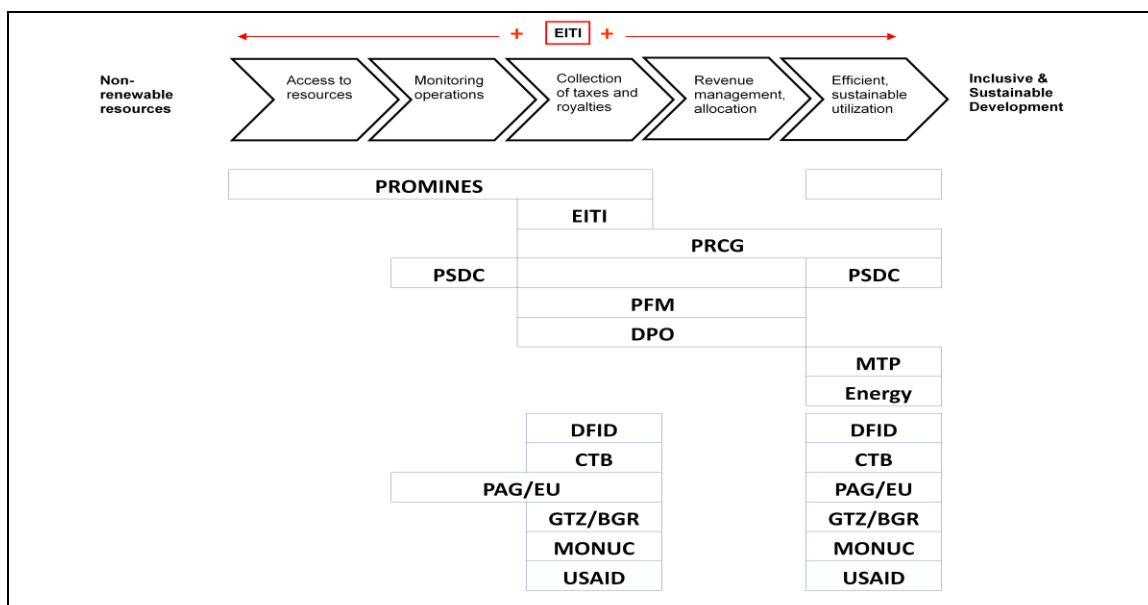 + EITI +
Non-
renewable
resources
Access to
resources
Monitoring
operations
Collection
of taxes and
royalties
Revenue
management,
allocation
Efficient,
sustainable
utilization
Inclusive &
Sustainable
Development
PROMINES
EITI
PRCG
PSDC PSDC
PFM
DPO
MTP
Energy
DFID DFID
CTB CTB
PAG/EU PAG/EU
GTZ/BGR GTZ/BGR
MONUC MONUC
USAID USAID